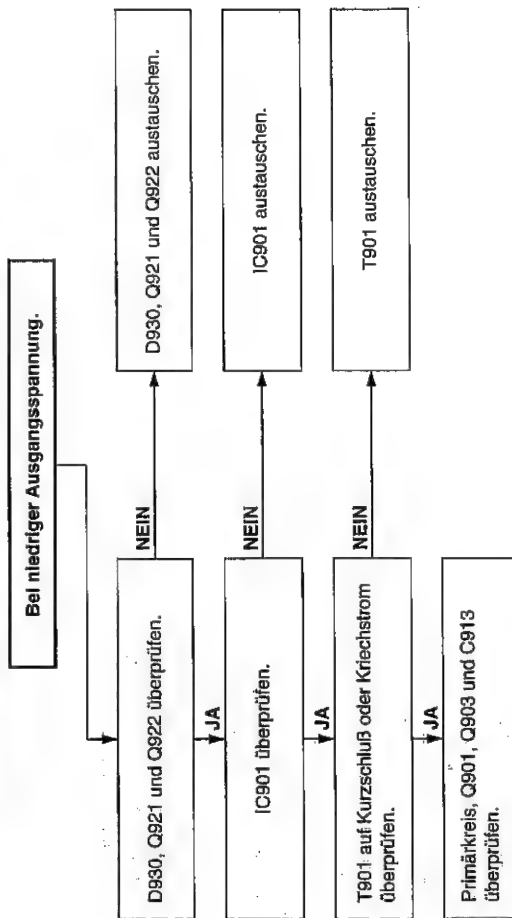 Bei niedriger Ausgangsspannung.
D930, Q921 und Q922 überprüfen.
NEIN
D930, Q921 und Q922 austauschen.
JA
IC901 überprüfen.
NEIN
IC901 austauschen.
JA
T901 auf Kurzschluß oder Kriechstrom
überprüfen.
NEIN
T901 austauschen.
JA
Primärkreis, Q901, Q903 und C913
überprüfen.